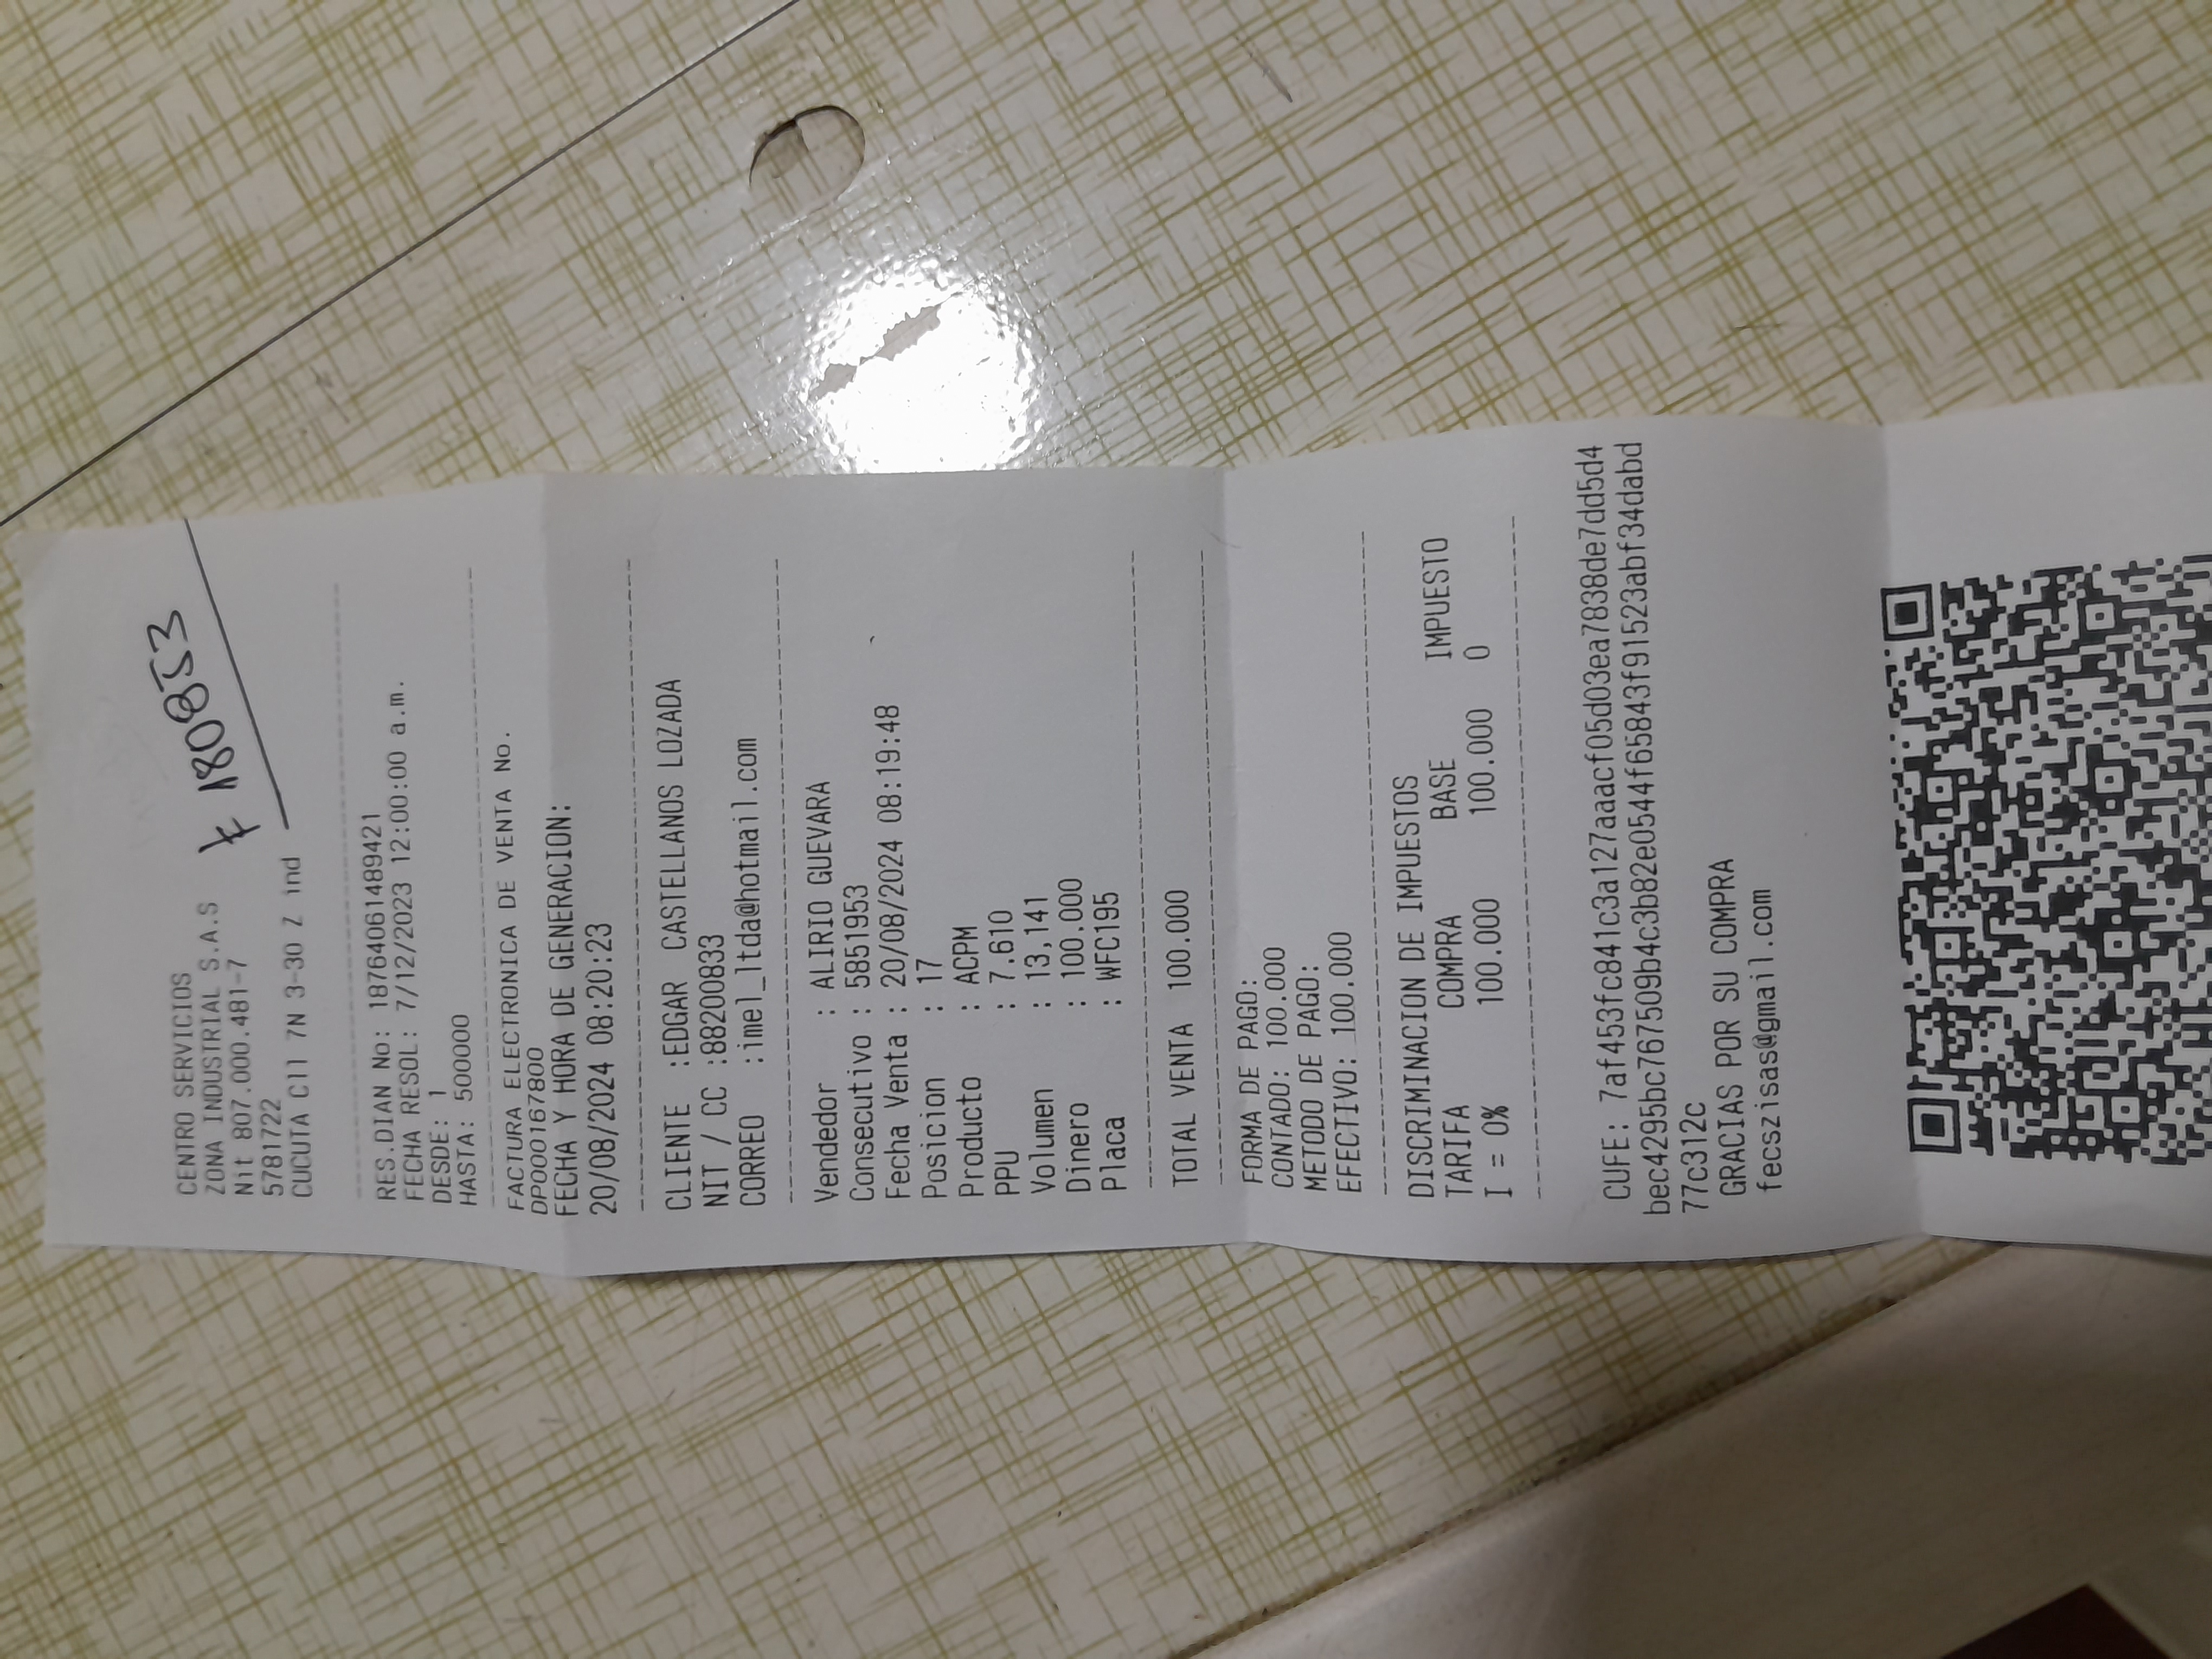 CENTRO SERVICIOS
ZONA INDUSTRIAL S.A.S
Nit 807.000.481-7
5781722
CUCUTA Cll 7N 3-30 Z ind
180853
RES.DIAN No: 18764061489421
FECHA RESOL: 7/12/2023 12:00:00 a.m.
DESDE: 1
HASTA: 500000
FACTURA ELECTRONICA DE VENTA No.
DP000167800
FECHA Y HORA DE GENERACION:
20/08/2024 08:20:23
CLIENTE :EDGAR CASTELLANOS LOZADA
NIT / CC :88200833
CORREO :imel_ltda@hotmail.com
Vendedor : ALIRIO GUEVARA
Consecutivo : 5851953
Fecha Venta : 20/08/2024 08:19:48
Posicion : 17
Producto : ACPM
PPU : 7.610
Volumen : 13,141
Dinero : 100.000
Placa : WFC195
TOTAL VENTA 100.000
FORMA DE PAGO:
CONTADO: 100.000
METODO DE PAGO:
EFECTIVO: 100.000
DISCRIMINACION DE IMPUESTOS
TARIFA COMPRA BASE IMPUESTO
I = 0% 100.000 100.000 0
CUFE: 7af453fc841c3a127aaacf05d03ea7838de7dd5d4
bec4295bc767509b4c3b82e0544f65843f91523abf34dabd
77c312c
GRACIAS POR SU COMPRA
fecszisas@gmail.com